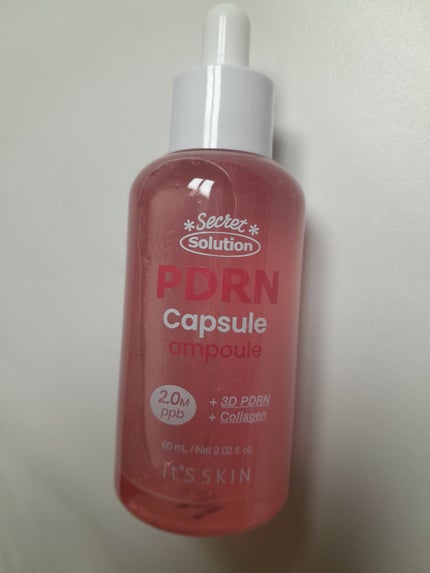 *Secret*
Solution
PDRN
Capsule
ampoule
2.0M
ppb
+ 3D PDRN
+ Collagen
60 mL / Net 2.02 fl.oz.
It'S SKIN